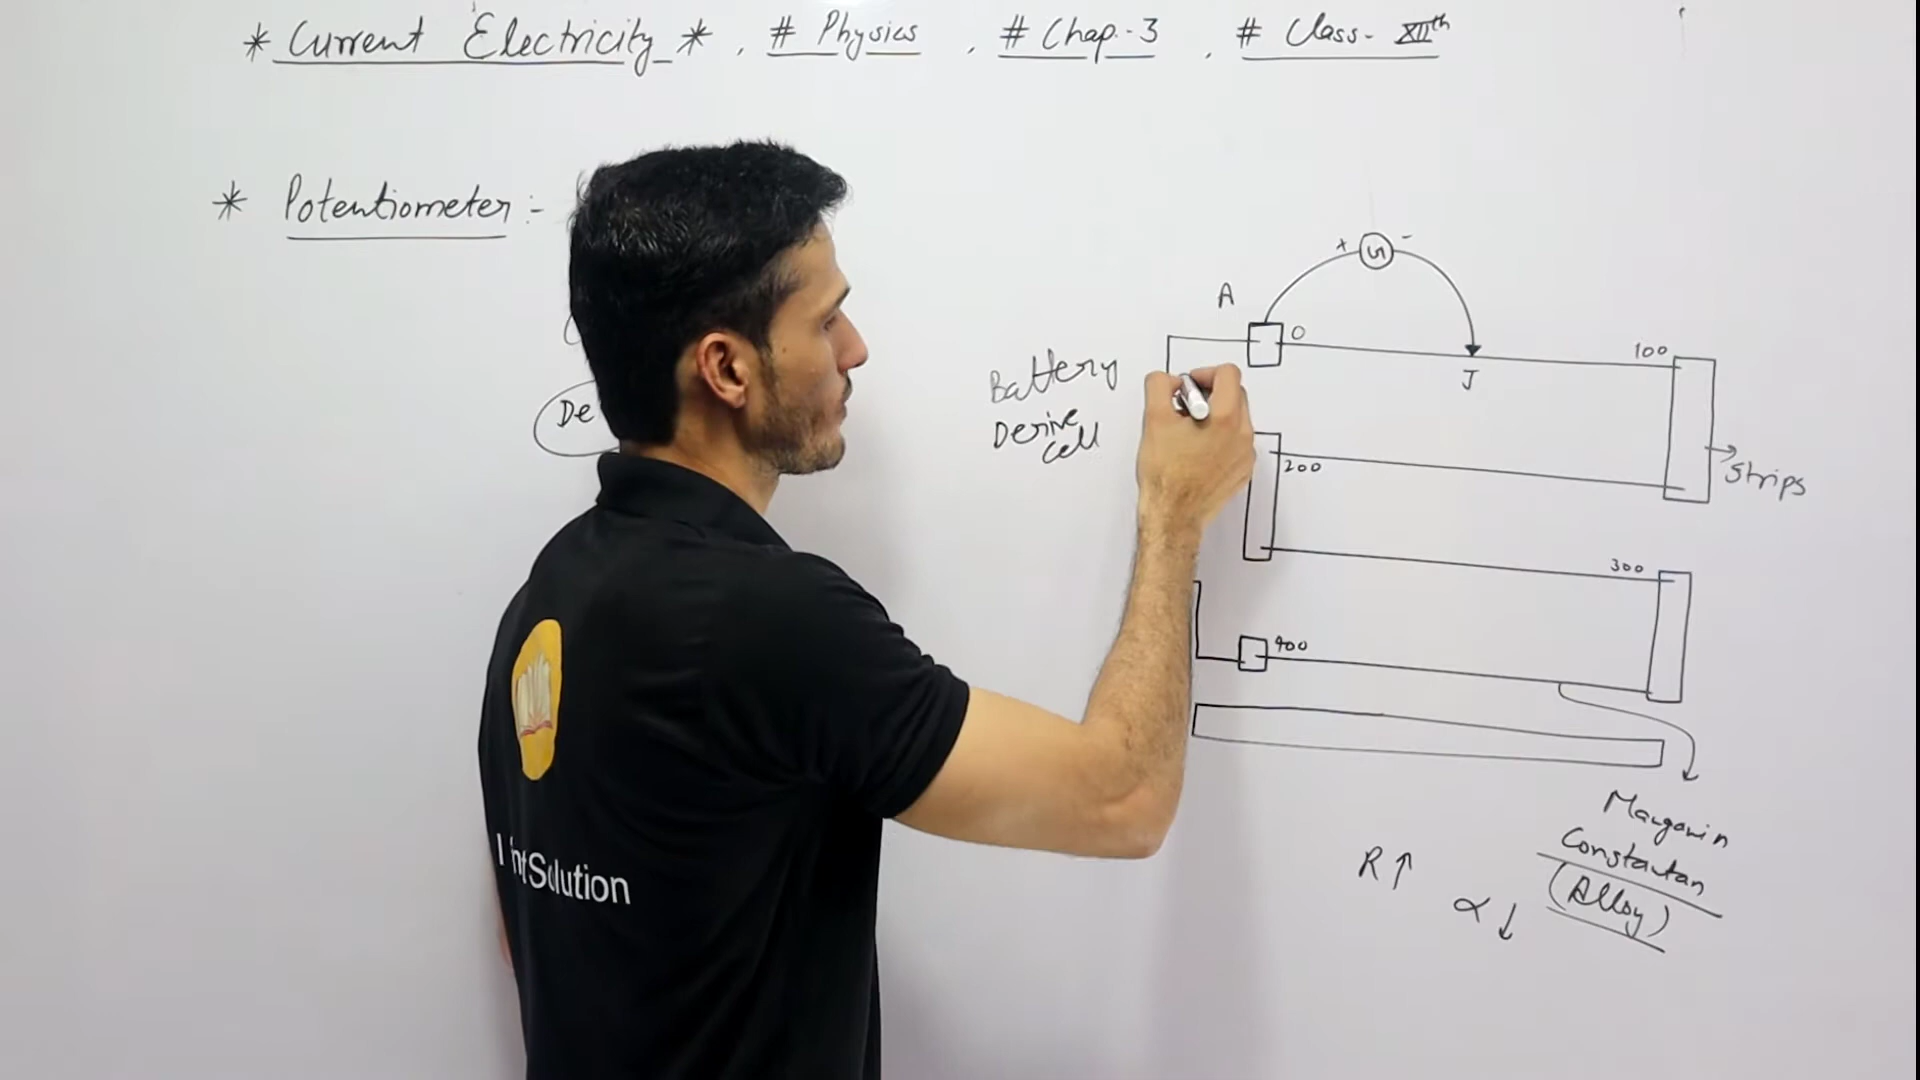 * Current Electricity * , # Physics , # Chap.-3 , # Class- XIIth
* Potentiometer :-
De
+ G -
A
0
100
J
Battery
Derive
Cell
200
Strips
300
400
Manganin
Constantan
(Alloy)
R↑
α↓
Solution